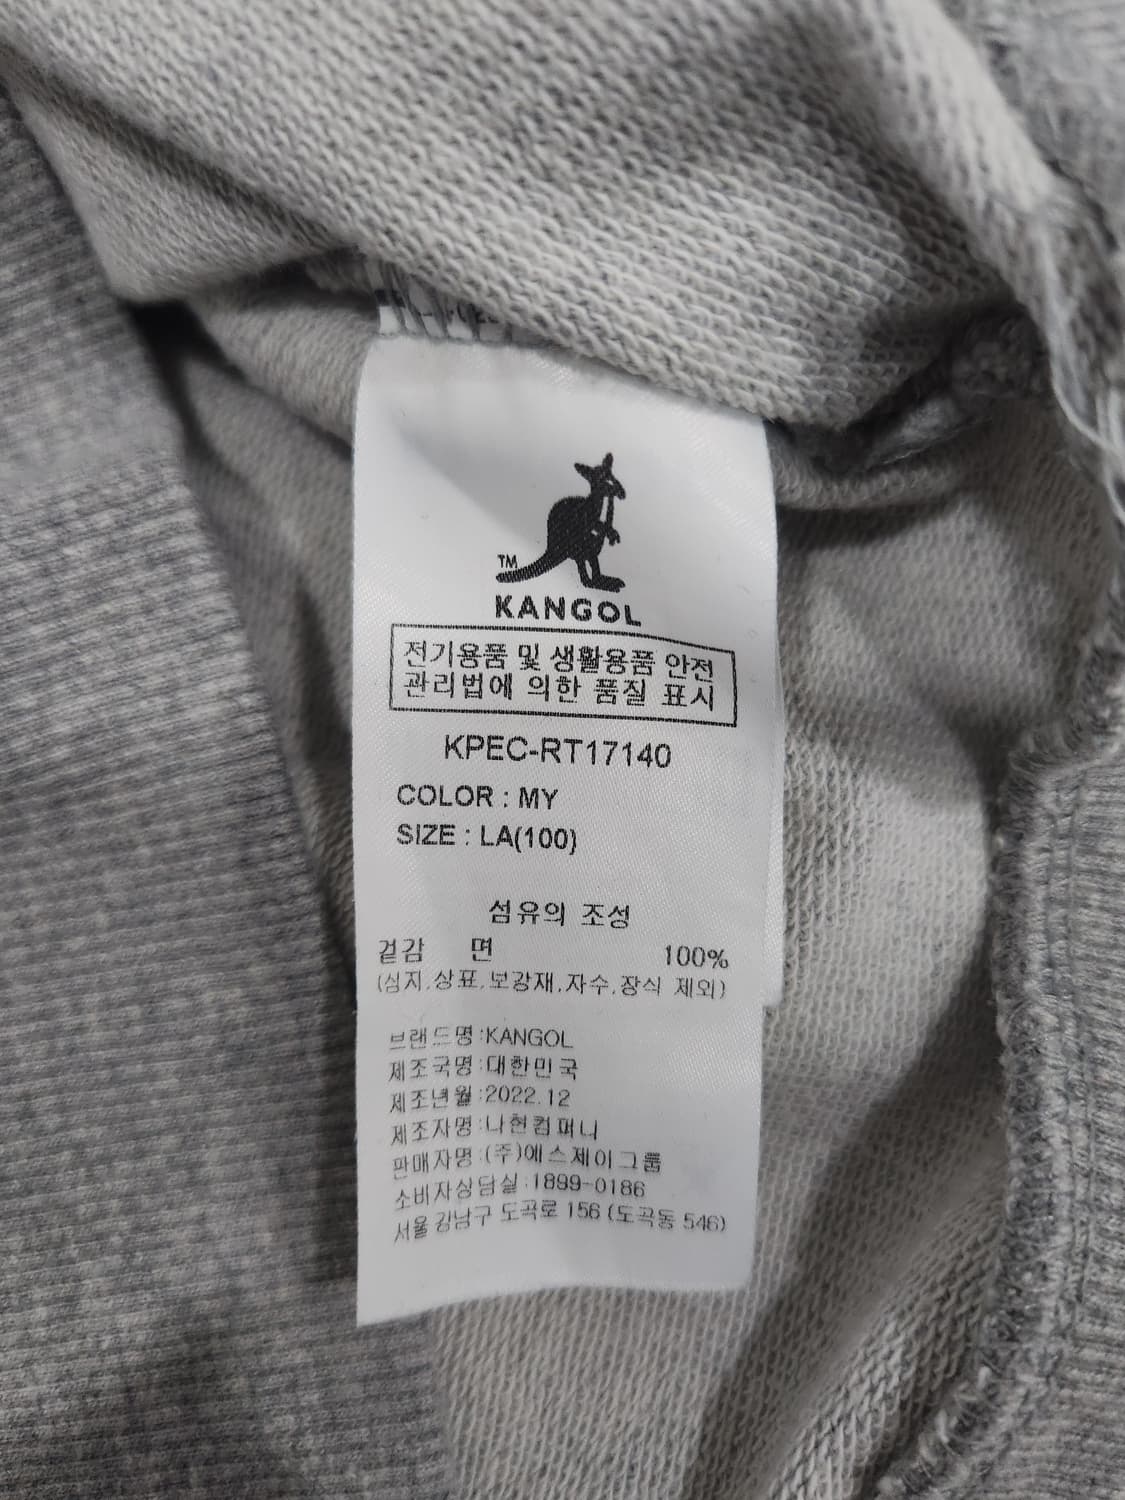 TM
KANGOL
전기용품 및 생활용품 안전
관리법에 의한 품질 표시
KPEC-RT17140
COLOR : MY
SIZE : LA(100)
섬유의 조성
겉감 면 100%
(심지,상표,보강재,자수,장식 제외)
브랜드명:KANGOL
제조국명:대한민국
제조년월:2022.12
제조자명:나현컴퍼니
판매자명:(주)에스제이그룹
소비자상담실:1899-0186
서울 강남구 도곡로 156 (도곡동 546)